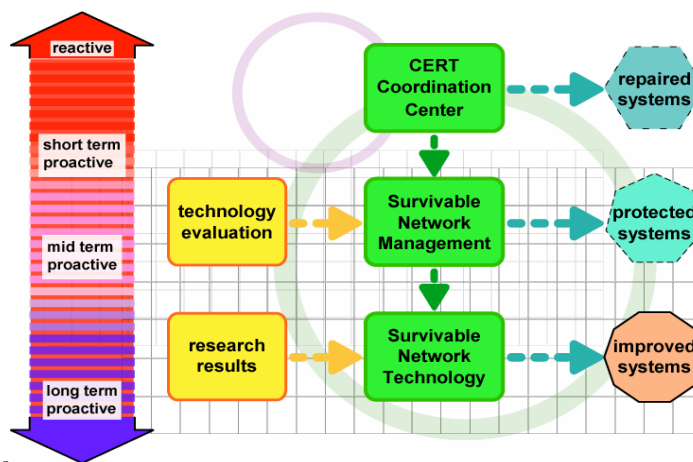 reactive
short term
proactive
mid term
proactive
long term
proactive
CERT
Coordination
Center
repaired
systems
technology
evaluation
Survivable
Network
Management
protected
systems
research
results
Survivable
Network
Technology
improved
systems